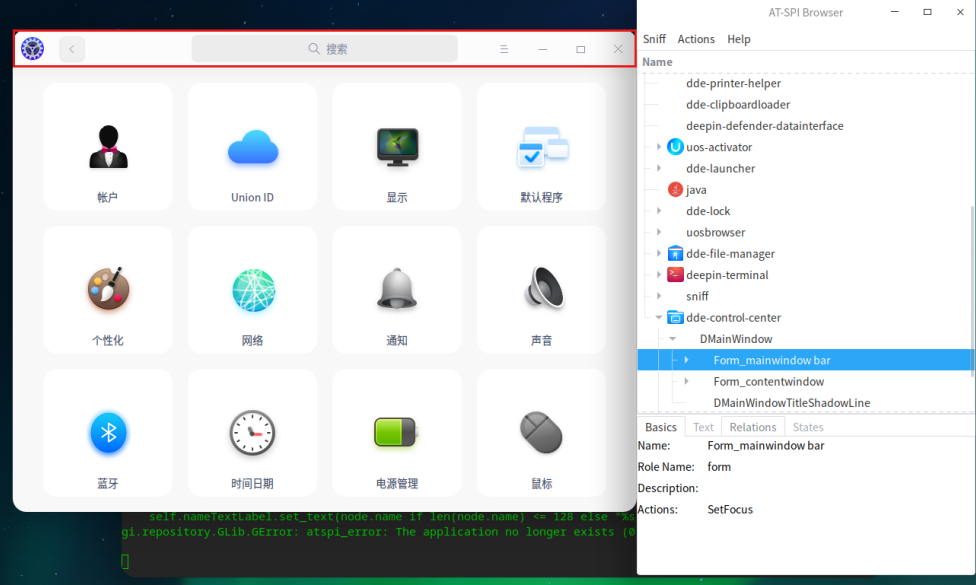 搜索
帐户
Union ID
显示
默认程序
个性化
网络
通知
声音
蓝牙
时间日期
电源管理
鼠标
self.nameTextLabel.set_text(node.name if len(node.name) <= 128 else "%s
gi.repository.GLib.GError: atspi_error: The application no longer exists (0
AT-SPI Browser
Sniff Actions Help
Name
dde-printer-helper
dde-clipboardloader
deepin-defender-datainterface
uos-activator
dde-launcher
java
dde-lock
uosbrowser
dde-file-manager
deepin-terminal
sniff
dde-control-center
DMainWindow
Form_mainwindow bar
Form_contentwindow
DMainWindowTitleShadowLine
Basics Text Relations States
Name: Form_mainwindow bar
Role Name: form
Description:
Actions: SetFocus